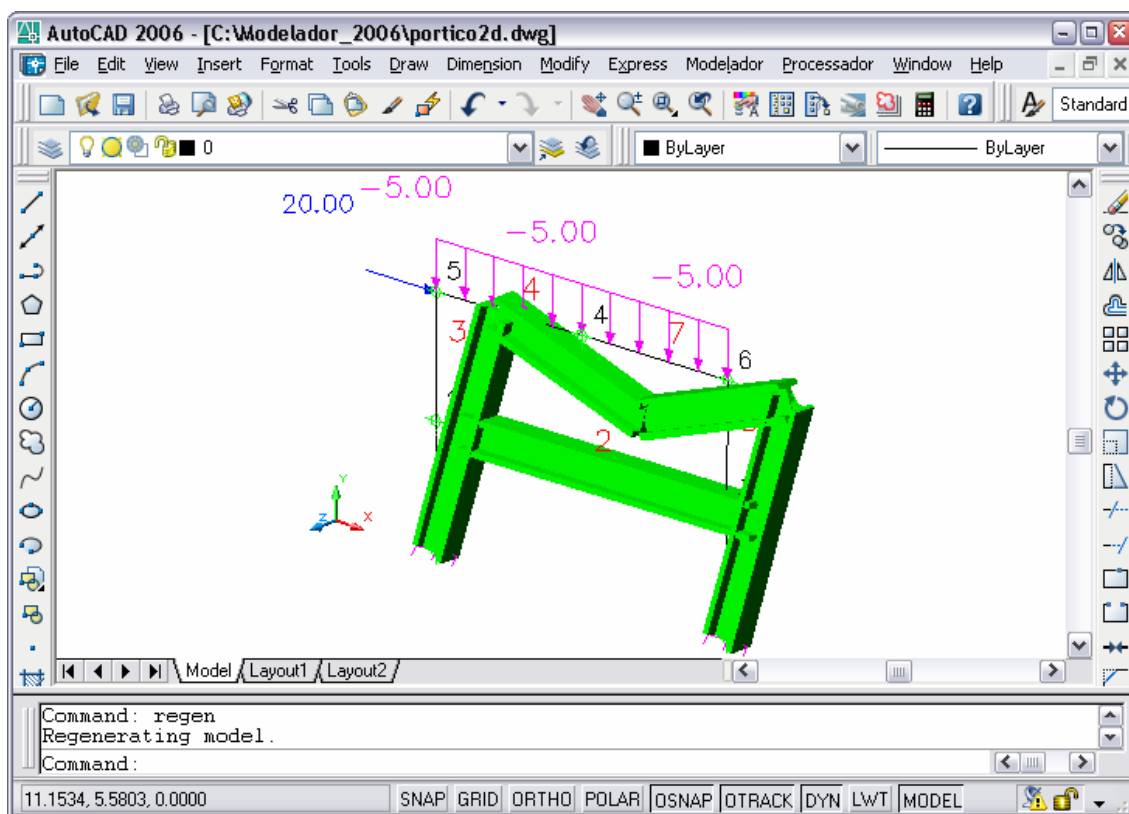 AutoCAD 2006 - [C:\Modelador_2006\portico2d.dwg]
File Edit View Insert Format Tools Draw Dimension Modify Express Modelador Processador Window Help
Standard
0 ByLayer ByLayer
-5.00
20.00
-5.00
-5.00
5
4
4
3
7
6
2
Y
Z X
Model Layout1 Layout2
Command: regen
Regenerating model.
Command:
11.1534, 5.5803, 0.0000 SNAP GRID ORTHO POLAR OSNAP OTRACK DYN LWT MODEL